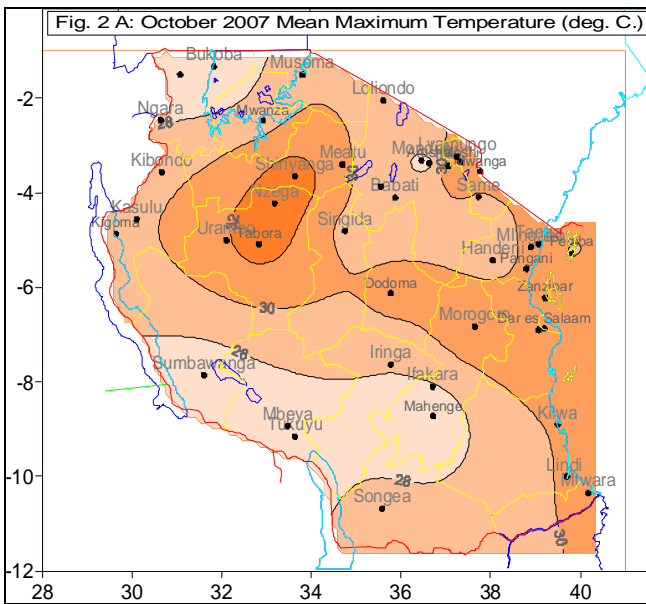 Fig. 2 A: October 2007 Mean Maximum Temperature (deg. C.)
Bukoba
Musoma
-2
Loliondo
Ngara
Mwanza
28
Kibondo
Meatu
Shinyanga
30
Babati
Same
-4
Kasulu
Nzega
Kigoma
32
Tabora
Singida
Handeni
Pangani
-6
Dodoma
Zanzibar
30
Morogoro
Dar es Salaam
28
Iringa
-8
Sumbawanga
Ifakara
Mahenge
Kilwa
Mbeya
Tukuyu
-10
28
Lindi
Mtwara
Songea
30
-12
28
30
32
34
36
38
40